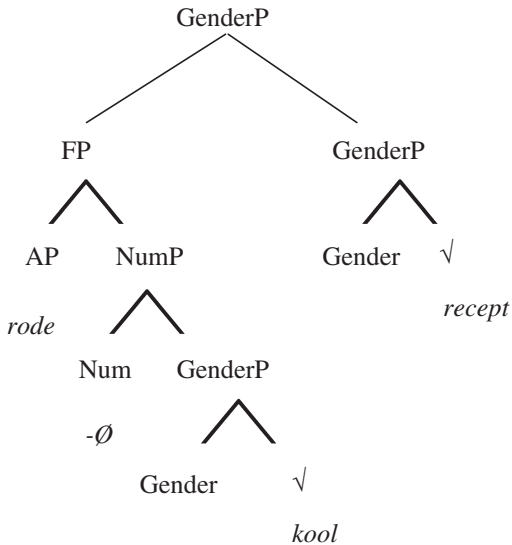 GenderP
FP GenderP
AP NumP Gender √
rode recept
Num GenderP
-Ø
Gender √
kool